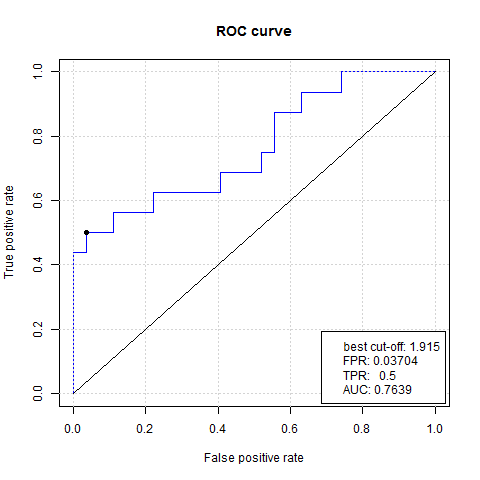 ROC curve
True positive rate
1.0
0.8
0.6
0.4
0.2
0.0
best cut-off: 1.915
FPR: 0.03704
TPR: 0.5
AUC: 0.7639
0.0 0.2 0.4 0.6 0.8 1.0
False positive rate